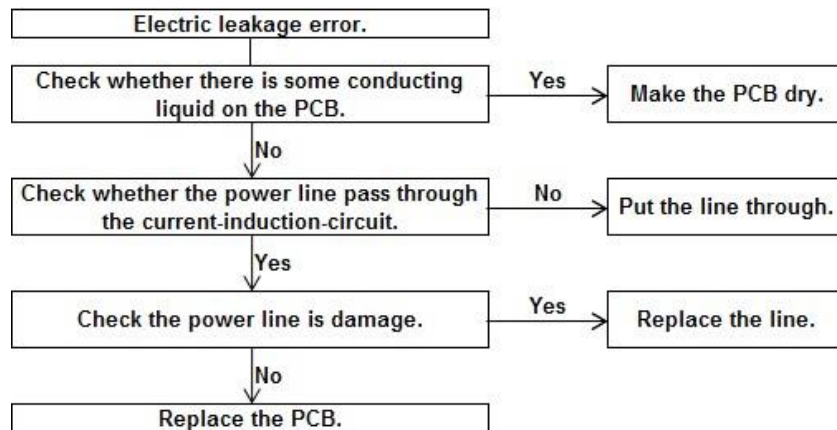 Electric leakage error.
Check whether there is some conducting
liquid on the PCB.
Yes
Make the PCB dry.
No
Check whether the power line pass through
the current-induction-circuit.
No
Put the line through.
Yes
Check the power line is damage.
Yes
Replace the line.
No
Replace the PCB.